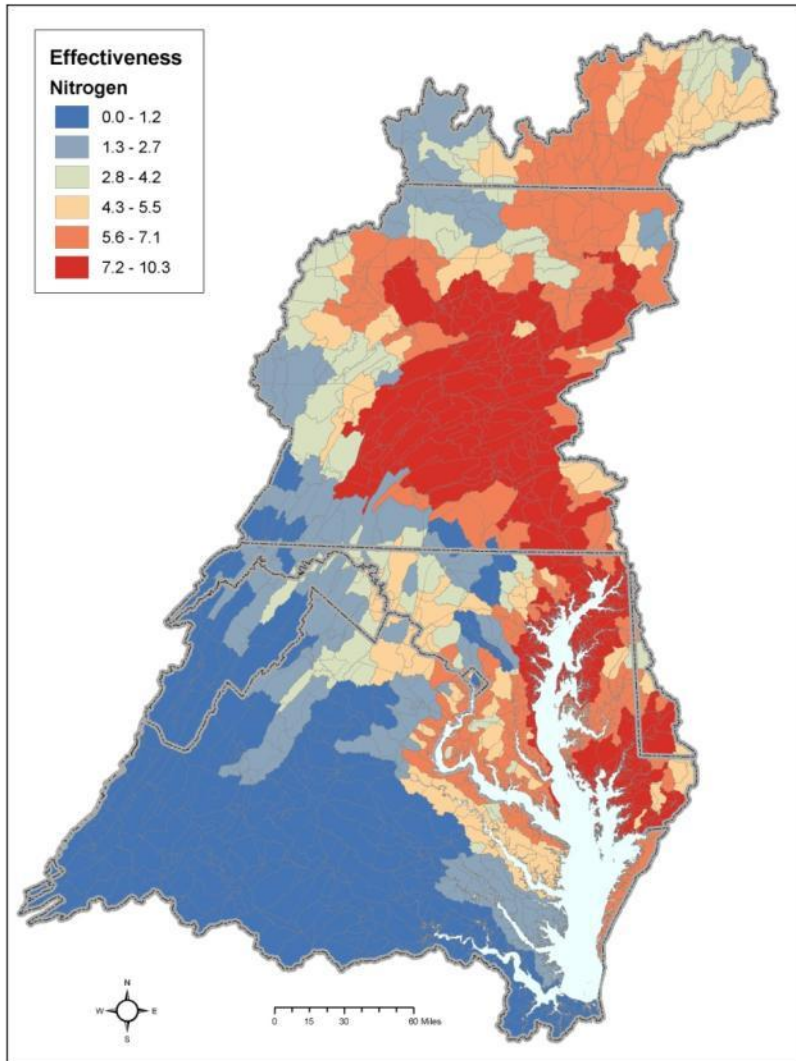 Effectiveness
Nitrogen
0.0 - 1.2
1.3 - 2.7
2.8 - 4.2
4.3 - 5.5
5.6 - 7.1
7.2 - 10.3
N
W E
S
0 15 30 60 Miles